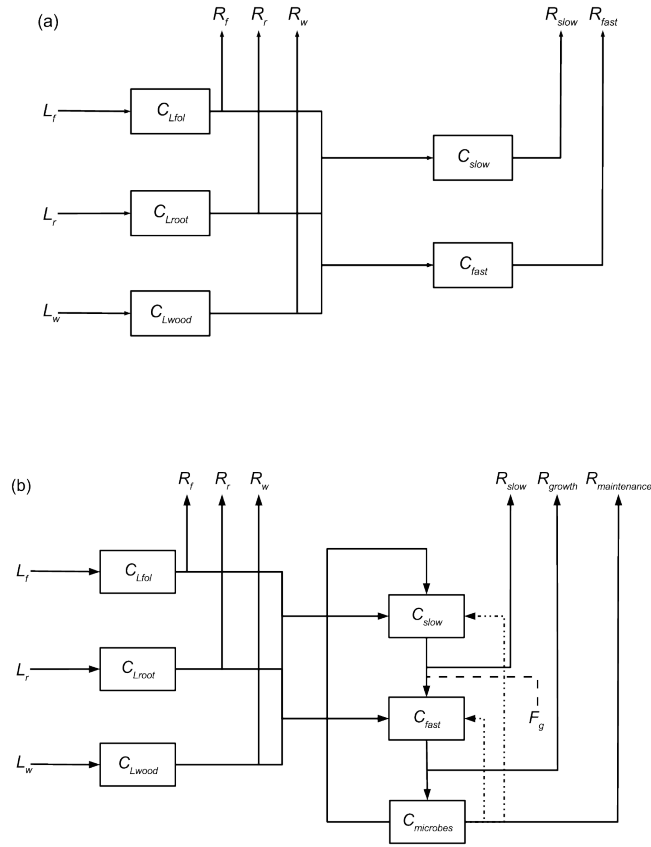 (a)
R_f R_r R_w R_slow R_fast
L_f C_Lfol
C_slow
L_r C_Lroot
C_fast
L_w C_Lwood
(b)
R_f R_r R_w R_slow R_growth R_maintenance
L_f C_Lfol
C_slow
L_r C_Lroot
C_fast F_g
L_w C_Lwood
C_microbes